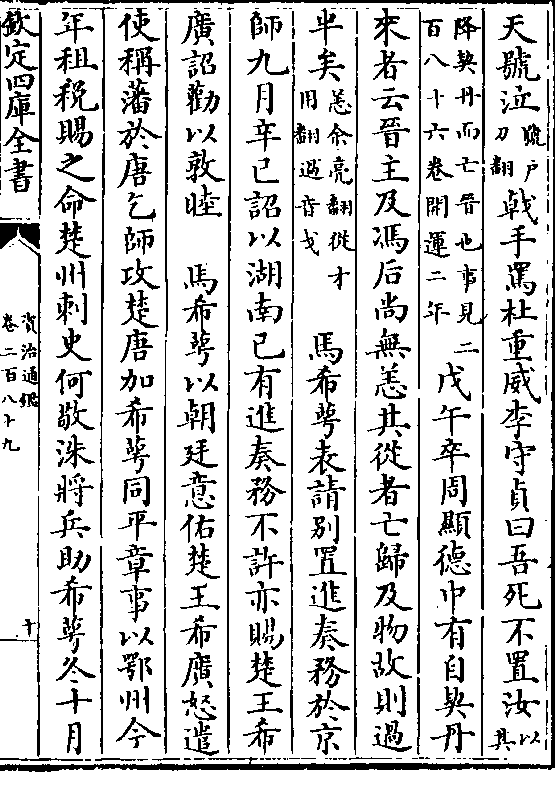 天號泣號户刀翻戟手罵杜重威李守貞曰吾死不置汝以其
降契丹而亡晉也事見二百八十六卷開運二年戊午卒周顯德中有自契丹
來者云晉主及馮后尚無恙其從者亡歸及物故則過
半矣恙余亮翻從才用翻過音戈馬希萼表請別置進奏務於京
師九月辛巳詔以湖南已有進奏務不許亦賜楚王希
廣詔勸以敦睦 馬希萼以朝廷意佑楚王希廣怒遣
使稱藩於唐乞師攻楚唐加希萼同平章事以鄂州今
年租税賜之命楚州刺史何敬洙將兵助希萼冬十月
欽定四庫全書
資治通鑑
卷二百八十九
十